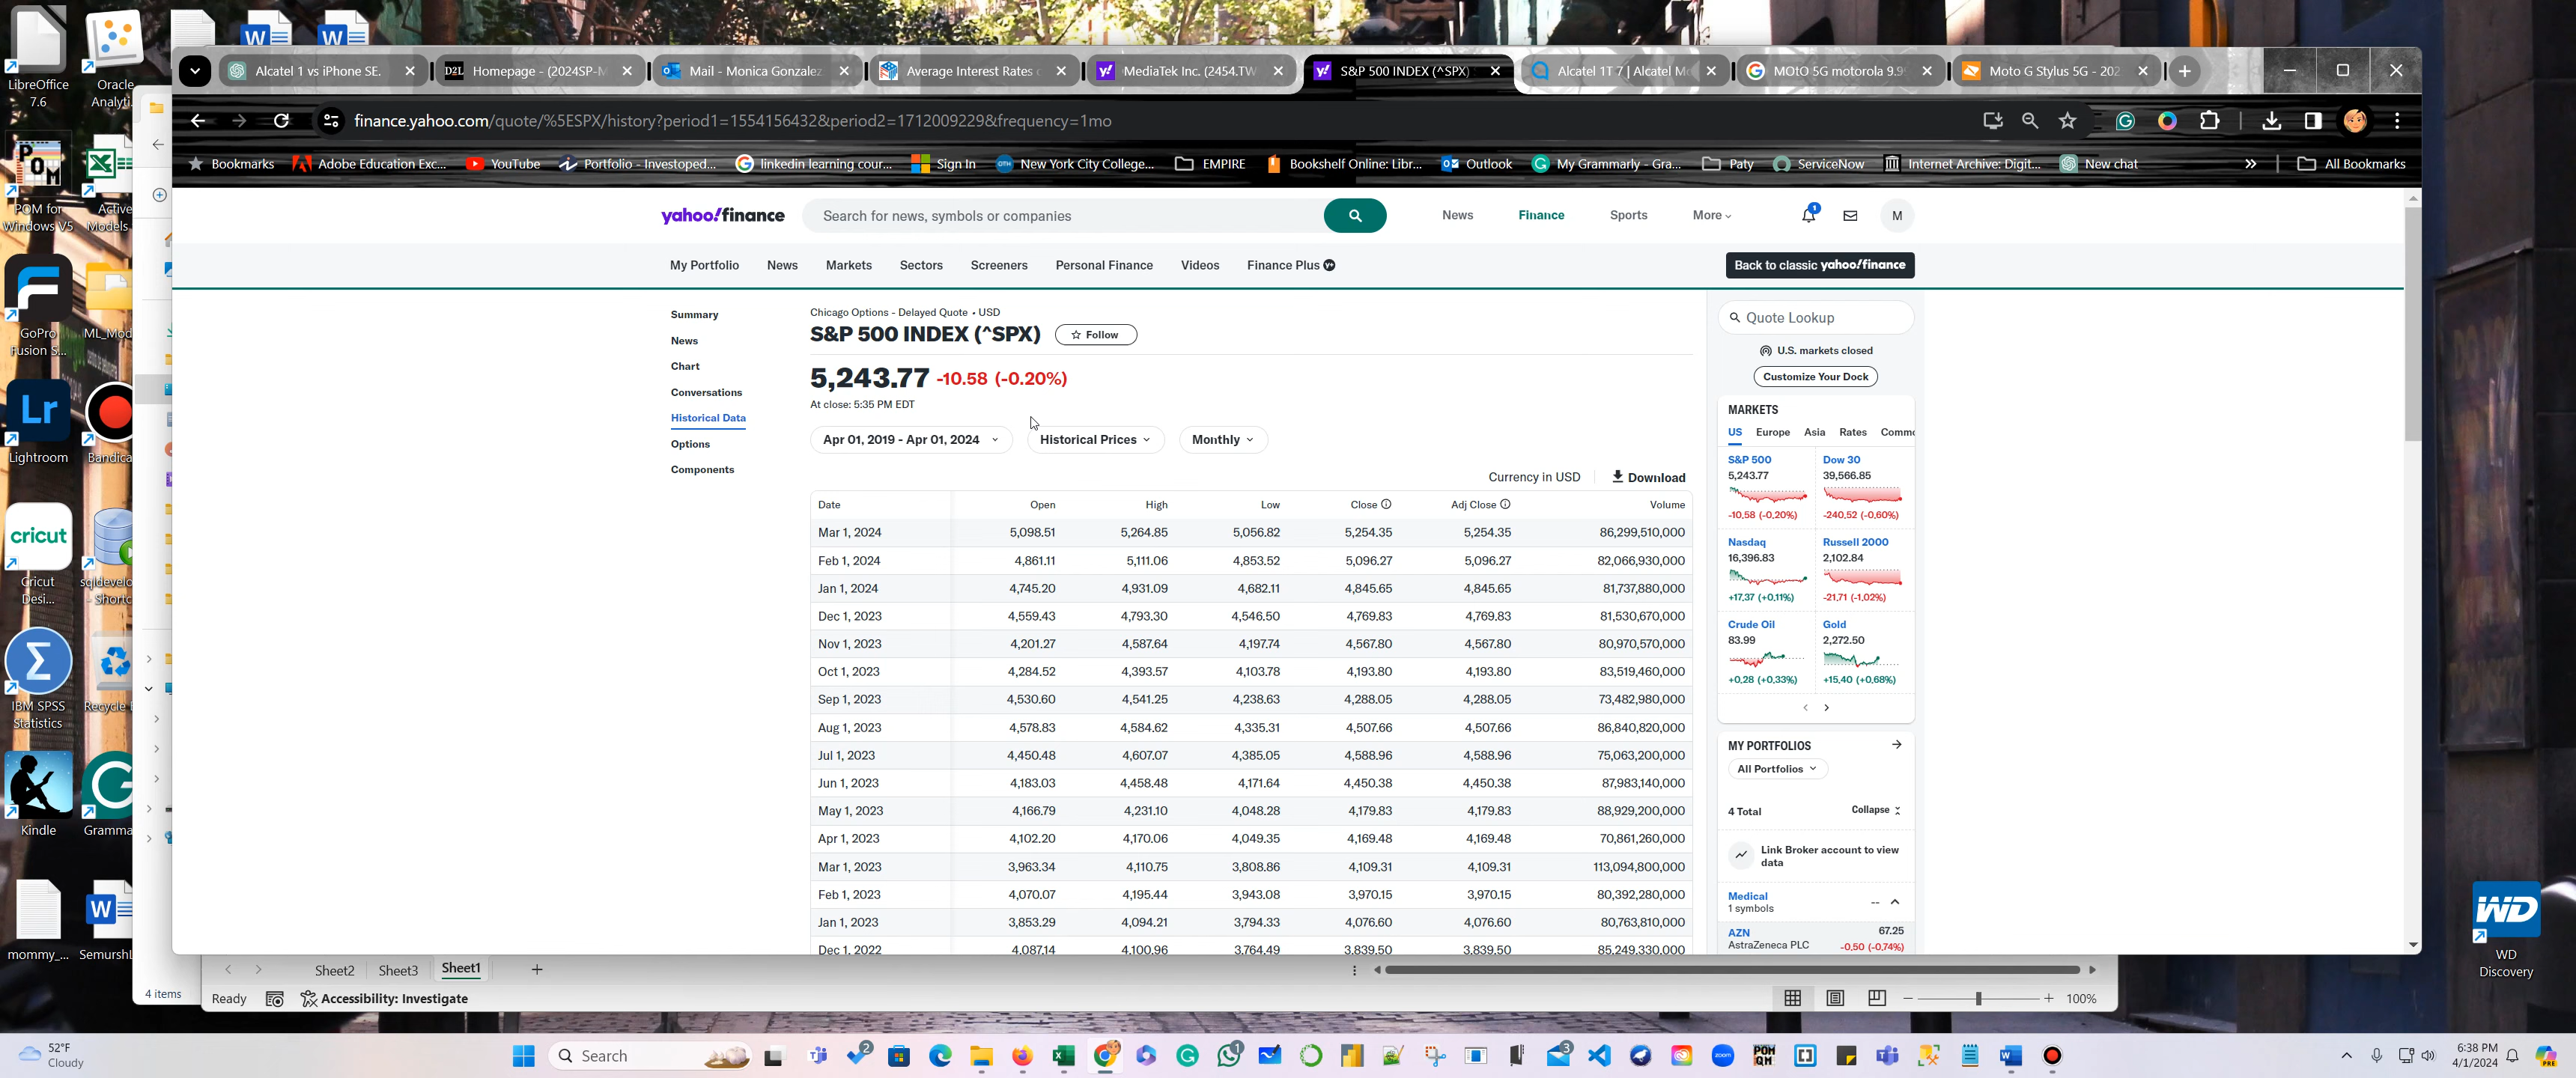 LibreOffice
7.6
Oracle
Analyti...
POM for
Windows V5
Active
Models
GoPro
Fusion S...
ML_Mod
Lightroom
Bandica
Cricut
Desi...
sqldevelo
- Shortc
IBM SPSS
Statistics
Recycle
Kindle
Gramma
mommy_...
SemurshL
Alcatel 1 vs iPhone SE.
Homepage - (2024SP-M
Mail - Monica Gonzalez
Average Interest Rates
MediaTek Inc. (2454.TW
S&P 500 INDEX (^SPX)
Alcatel 1T 7 | Alcatel Mo
MOtO 5G motorola 9.9
Moto G Stylus 5G - 202
finance.yahoo.com/quote/%5ESPX/history?period1=1554156432&period2=1712009229&frequency=1mo
Bookmarks
Adobe Education Exc...
YouTube
Portfolio - Investoped...
linkedin learning cour...
Sign In
New York City College...
EMPIRE
Bookshelf Online: Libr...
Outlook
My Grammarly - Gra...
Paty
ServiceNow
Internet Archive: Digit...
New chat
All Bookmarks
yahoo!finance
Search for news, symbols or companies
News
Finance
Sports
More
1
M
My Portfolio
News
Markets
Sectors
Screeners
Personal Finance
Videos
Finance Plus
Back to classic yahoo!finance
Summary
News
Chart
Conversations
Historical Data
Options
Components
Chicago Options - Delayed Quote • USD
S&P 500 INDEX (^SPX)
Follow
5,243.77 -10.58 (-0.20%)
At close: 5:35 PM EDT
Apr 01, 2019 - Apr 01, 2024
Historical Prices
Monthly
Currency in USD
Download
Date Open High Low Close Adj Close Volume
Mar 1, 2024 5,098.51 5,264.85 5,056.82 5,254.35 5,254.35 86,299,510,000
Feb 1, 2024 4,861.11 5,111.06 4,853.52 5,096.27 5,096.27 82,066,930,000
Jan 1, 2024 4,745.20 4,931.09 4,682.11 4,845.65 4,845.65 81,737,880,000
Dec 1, 2023 4,559.43 4,793.30 4,546.50 4,769.83 4,769.83 81,530,670,000
Nov 1, 2023 4,201.27 4,587.64 4,197.74 4,567.80 4,567.80 80,970,570,000
Oct 1, 2023 4,284.52 4,393.57 4,103.78 4,193.80 4,193.80 83,519,460,000
Sep 1, 2023 4,530.60 4,541.25 4,238.63 4,288.05 4,288.05 73,482,980,000
Aug 1, 2023 4,578.83 4,584.62 4,335.31 4,507.66 4,507.66 86,840,820,000
Jul 1, 2023 4,450.48 4,607.07 4,385.05 4,588.96 4,588.96 75,063,200,000
Jun 1, 2023 4,183.03 4,458.48 4,171.64 4,450.38 4,450.38 87,983,140,000
May 1, 2023 4,166.79 4,231.10 4,048.28 4,179.83 4,179.83 88,929,200,000
Apr 1, 2023 4,102.20 4,170.06 4,049.35 4,169.48 4,169.48 70,861,260,000
Mar 1, 2023 3,963.34 4,110.75 3,808.86 4,109.31 4,109.31 113,094,800,000
Feb 1, 2023 4,070.07 4,195.44 3,943.08 3,970.15 3,970.15 80,392,280,000
Jan 1, 2023 3,853.29 4,094.21 3,794.33 4,076.60 4,076.60 80,763,810,000
Dec 1, 2022 4,087.14 4,100.96 3,764.49 3,839.50 3,839.50 85,249,330,000
Quote Lookup
U.S. markets closed
Customize Your Dock
MARKETS
US Europe Asia Rates Commo
S&P 500
5,243.77
-10.58 (-0.20%)
Dow 30
39,566.85
-240.52 (-0.60%)
Nasdaq
16,396.83
+17.37 (+0.11%)
Russell 2000
2,102.84
-21.71 (-1.02%)
Crude Oil
83.99
+0.28 (+0.33%)
Gold
2,272.50
+15.40 (+0.68%)
MY PORTFOLIOS
All Portfolios
4 Total
Collapse
Link Broker account to view
data
Medical
1 symbols
--
AZN
AstraZeneca PLC
67.25
-0.50 (-0.74%)
WD
Discovery
4 items
Sheet2
Sheet3
Sheet1
Ready
Accessibility: Investigate
100%
52°F
Cloudy
Search
2
1
3
6:38 PM
4/1/2024